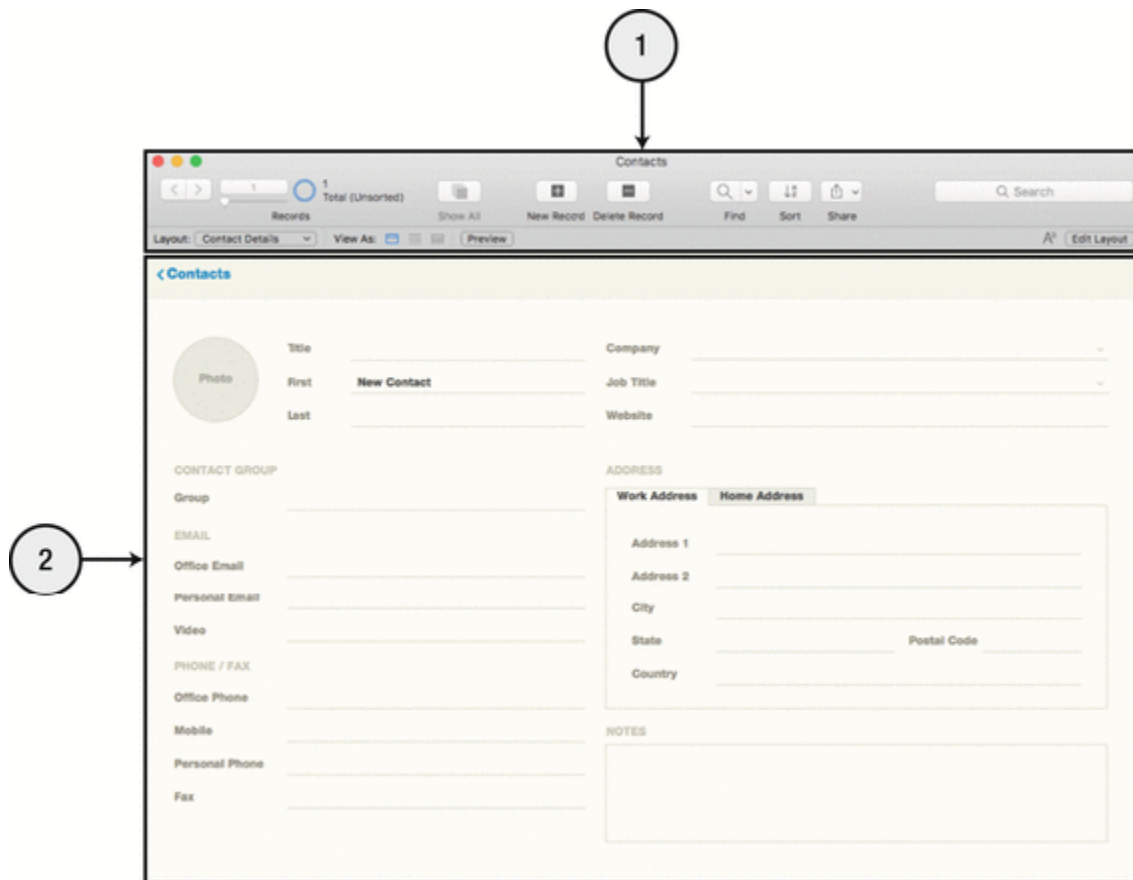 1
Contacts
1
1
Total (Unsorted)
Search
Records
Show All
New Record
Delete Record
Find
Sort
Share
Layout:
Contact Details
View As:
Preview
Aª
Edit Layout
Contacts
Photo
Title
First
New Contact
Last
Company
Job Title
Website
CONTACT GROUP
Group
EMAIL
Office Email
Personal Email
Video
PHONE / FAX
Office Phone
Mobile
Personal Phone
Fax
ADDRESS
Work Address
Home Address
Address 1
Address 2
City
State
Postal Code
Country
NOTES
2